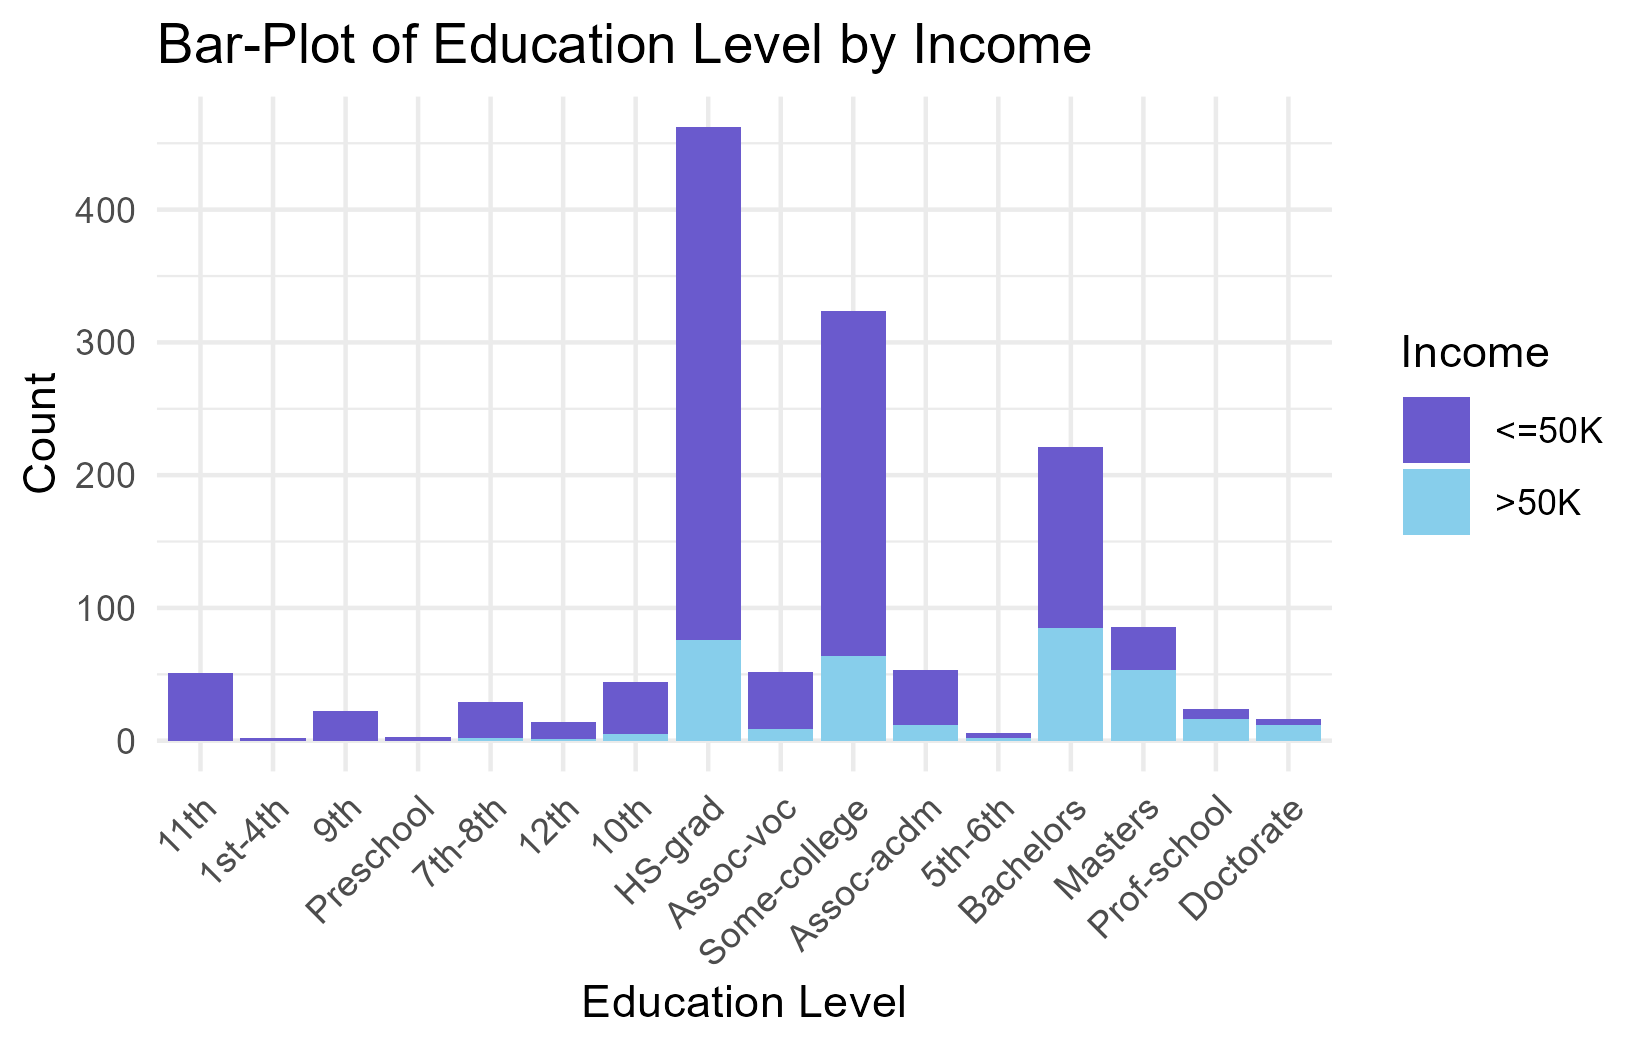 Bar-Plot of Education Level by Income
Count
400
300
200
100
0
11th
1st-4th
9th
Preschool
7th-8th
12th
10th
HS-grad
Assoc-voc
Some-college
Assoc-acdm
5th-6th
Bachelors
Masters
Prof-school
Doctorate
Education Level
Income
<=50K
>50K